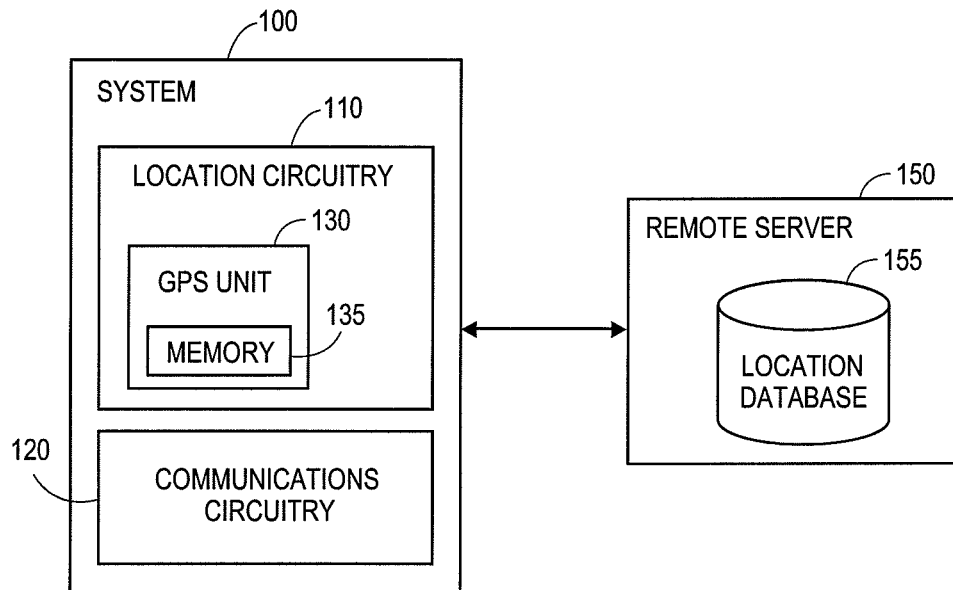 100
SYSTEM
110
LOCATION CIRCUITRY
130
GPS UNIT
135
MEMORY
120
COMMUNICATIONS
CIRCUITRY
150
REMOTE SERVER
155
LOCATION
DATABASE